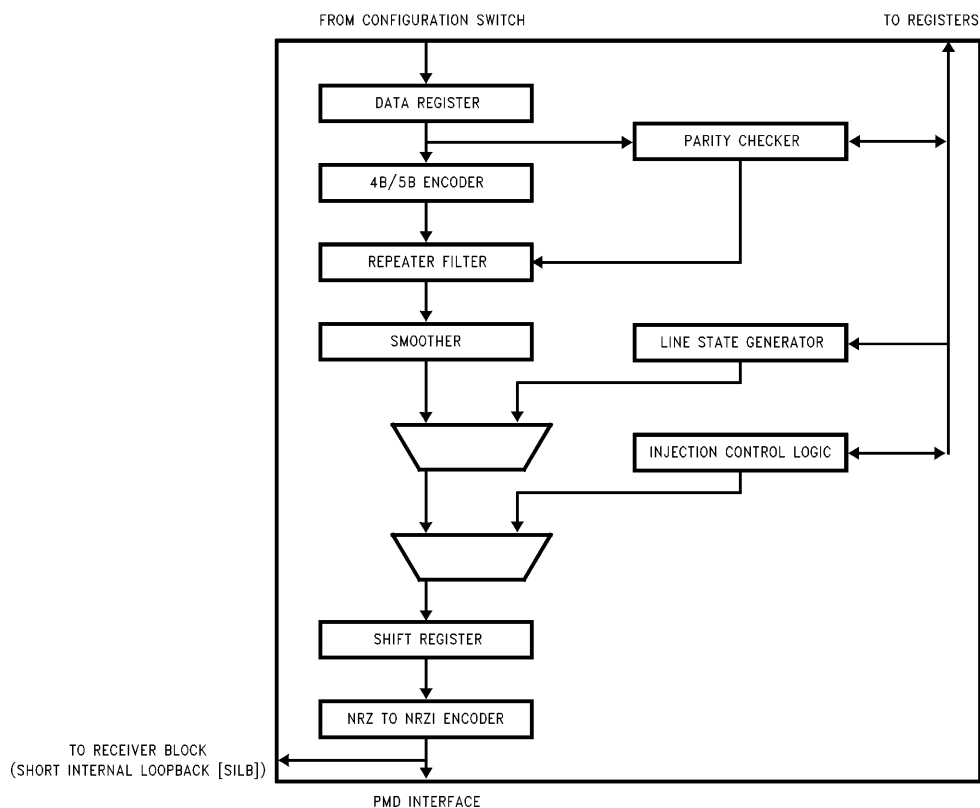 FROM CONFIGURATION SWITCH
TO REGISTERS
DATA REGISTER
PARITY CHECKER
4B/5B ENCODER
REPEATER FILTER
SMOOTHER
LINE STATE GENERATOR
INJECTION CONTROL LOGIC
SHIFT REGISTER
NRZ TO NRZI ENCODER
TO RECEIVER BLOCK
(SHORT INTERNAL LOOPBACK [SILB])
PMD INTERFACE